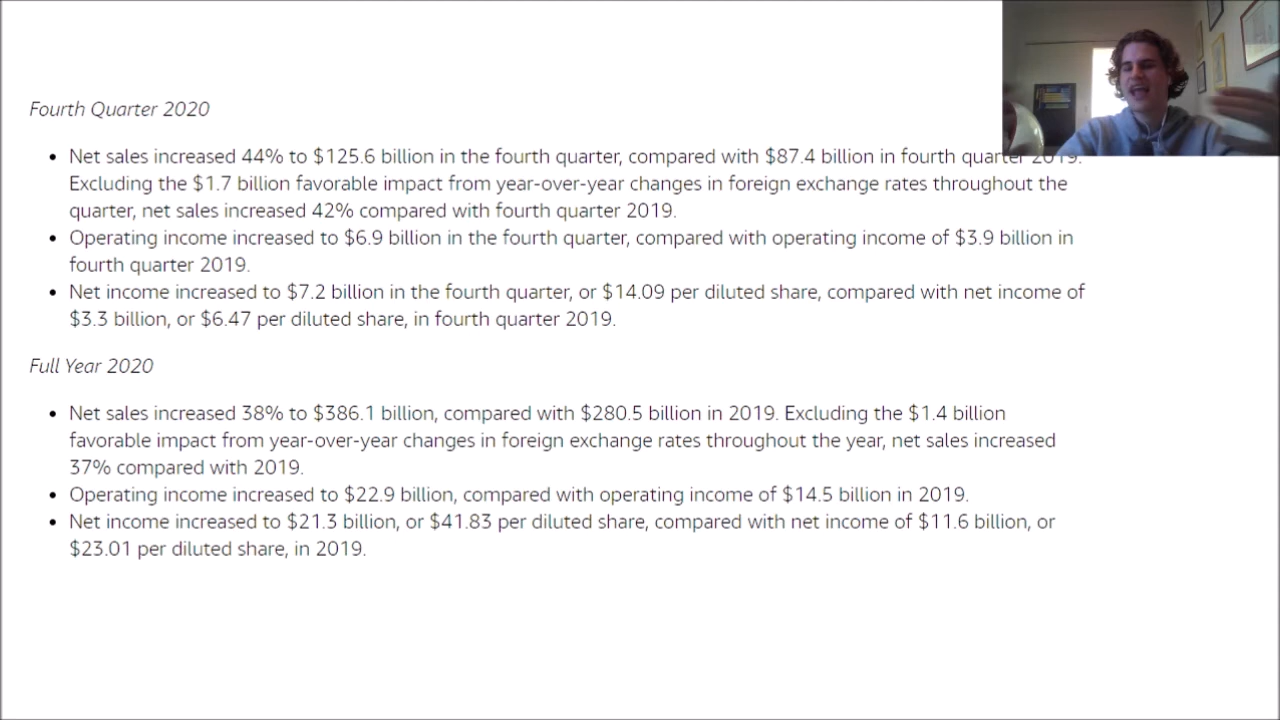 Fourth Quarter 2020
• Net sales increased 44% to $125.6 billion in the fourth quarter, compared with $87.4 billion in fourth quarter 2019.
Excluding the $1.7 billion favorable impact from year-over-year changes in foreign exchange rates throughout the
quarter, net sales increased 42% compared with fourth quarter 2019.
• Operating income increased to $6.9 billion in the fourth quarter, compared with operating income of $3.9 billion in
fourth quarter 2019.
• Net income increased to $7.2 billion in the fourth quarter, or $14.09 per diluted share, compared with net income of
$3.3 billion, or $6.47 per diluted share, in fourth quarter 2019.
Full Year 2020
• Net sales increased 38% to $386.1 billion, compared with $280.5 billion in 2019. Excluding the $1.4 billion
favorable impact from year-over-year changes in foreign exchange rates throughout the year, net sales increased
37% compared with 2019.
• Operating income increased to $22.9 billion, compared with operating income of $14.5 billion in 2019.
• Net income increased to $21.3 billion, or $41.83 per diluted share, compared with net income of $11.6 billion, or
$23.01 per diluted share, in 2019.